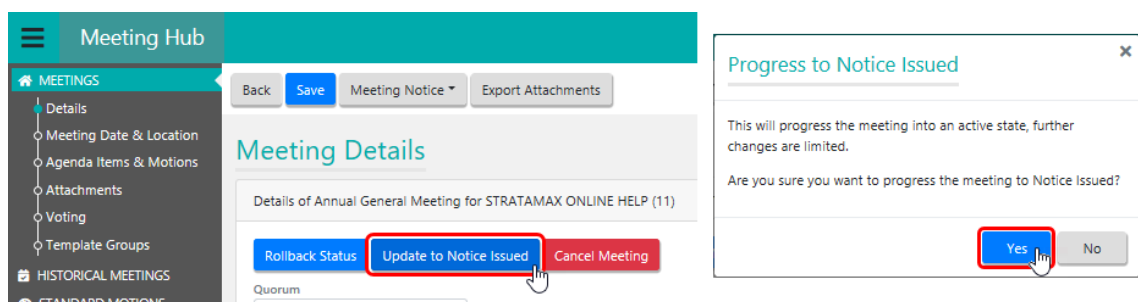 Meeting Hub
MEETINGS
Details
Meeting Date & Location
Agenda Items & Motions
Attachments
Voting
Template Groups
HISTORICAL MEETINGS
STANDARD MOTIONS
Back Save Meeting Notice Export Attachments
Meeting Details
Details of Annual General Meeting for STRATAMAX ONLINE HELP (11)
Rollback Status Update to Notice Issued Cancel Meeting
Quorum
Progress to Notice Issued
This will progress the meeting into an active state, further
changes are limited.
Are you sure you want to progress the meeting to Notice Issued?
Yes No